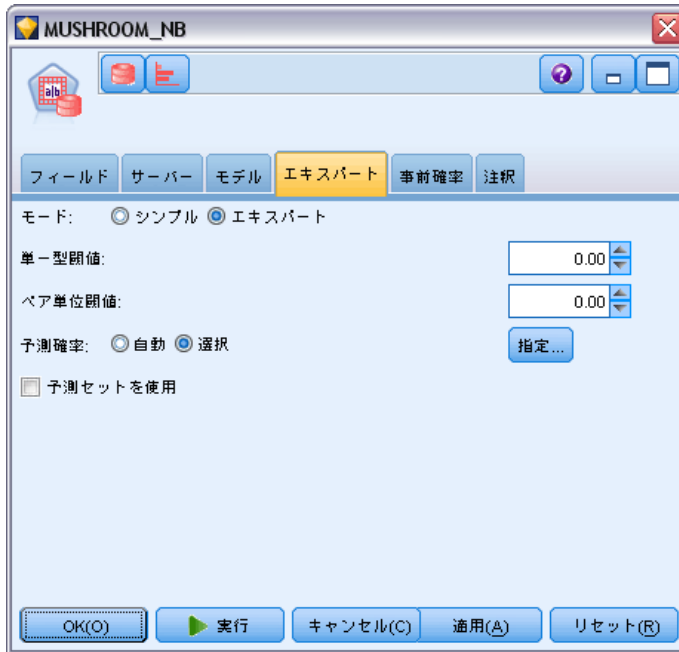 MUSHROOM_NB
a|b
フィールド サーバー モデル エキスパート 事前確率 注釈
モード: シンプル エキスパート
単一型閾値: 0.00
ペア単位閾値: 0.00
予測確率: 自動 選択 指定...
予測セットを使用
OK(O) 実行 キャンセル(C) 適用(A) リセット(R)